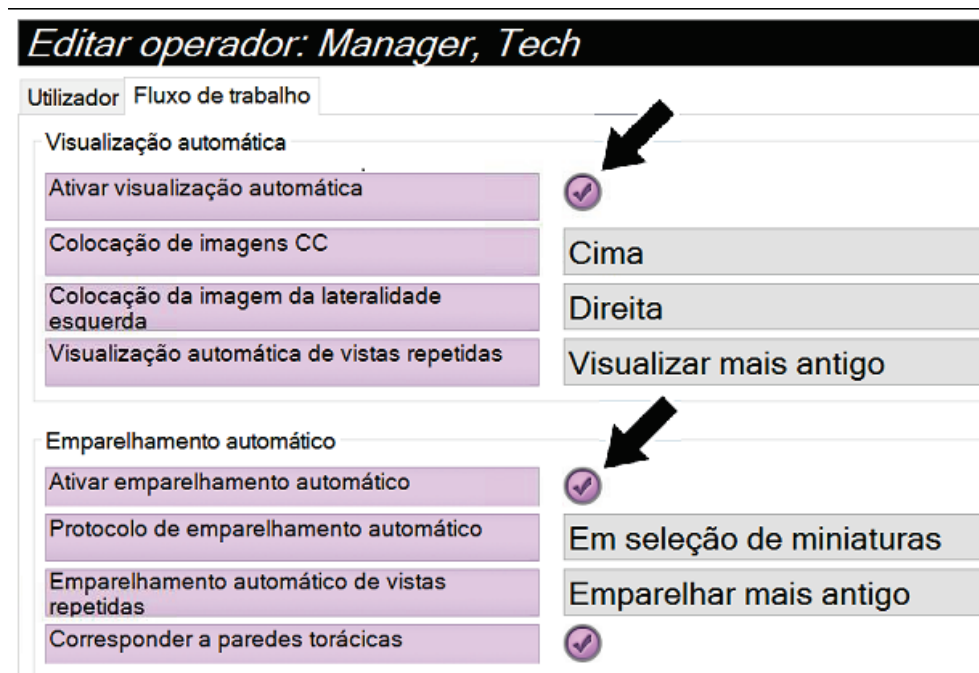 Editar operador: Manager, Tech
Utilizador Fluxo de trabalho
Visualização automática
Ativar visualização automática
Colocação de imagens CC Cima
Colocação da imagem da lateralidade
esquerda Direita
Visualização automática de vistas repetidas Visualizar mais antigo
Emparelhamento automático
Ativar emparelhamento automático
Protocolo de emparelhamento automático Em seleção de miniaturas
Emparelhamento automático de vistas
repetidas Emparelhar mais antigo
Corresponder a paredes torácicas